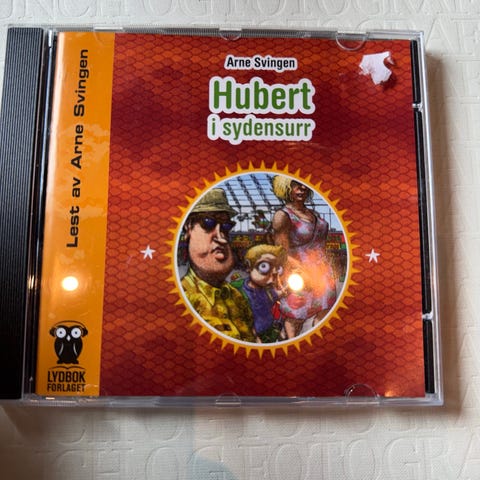 Arne Svingen
Hubert
i sydensurr
Lest av Arne Svingen
LYDBOK
FORLAGET